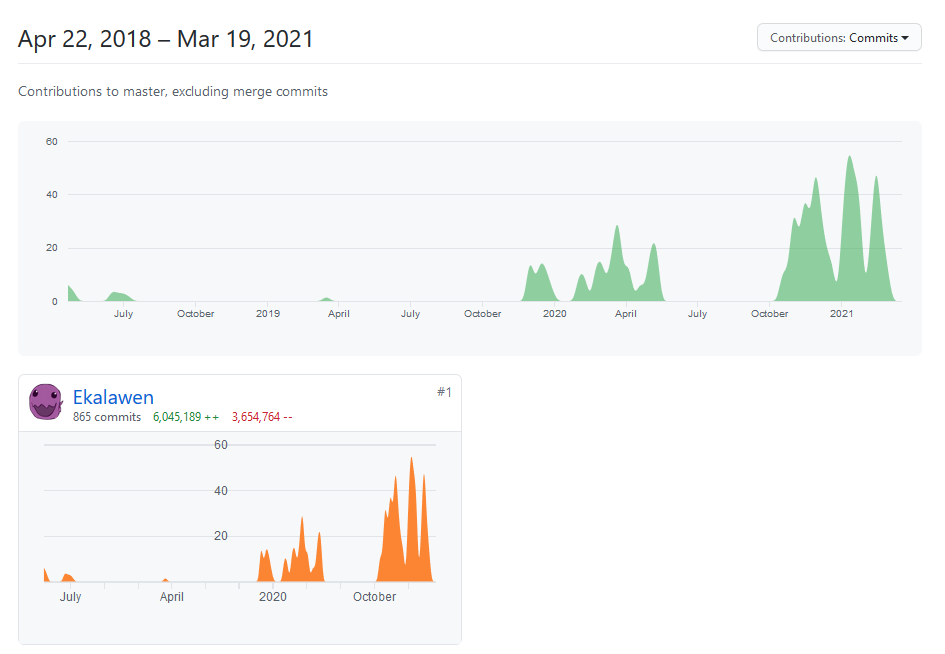 Apr 22, 2018 – Mar 19, 2021
Contributions: Commits
Contributions to master, excluding merge commits
60
40
20
0
July October 2019 April July October 2020 April July October 2021
Ekalawen #1
865 commits 6,045,189 ++ 3,654,764 --
60
40
20
July April 2020 October